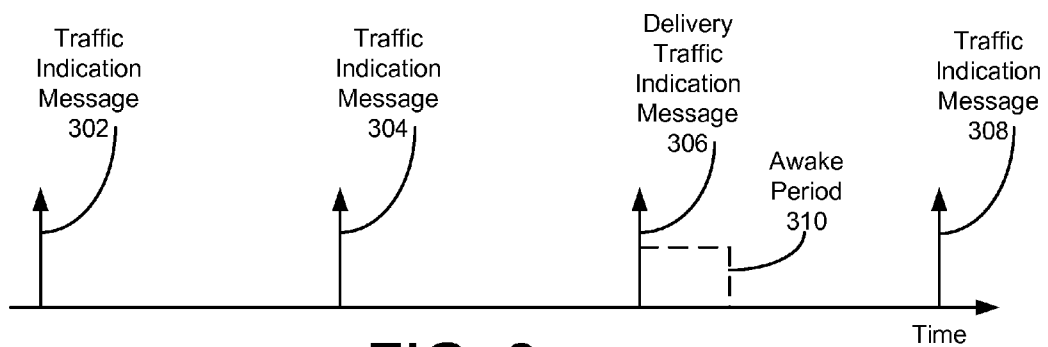 Traffic
Indication
Message
302
Traffic
Indication
Message
304
Delivery
Traffic
Indication
Message
306
Traffic
Indication
Message
308
Awake
Period
310
Time